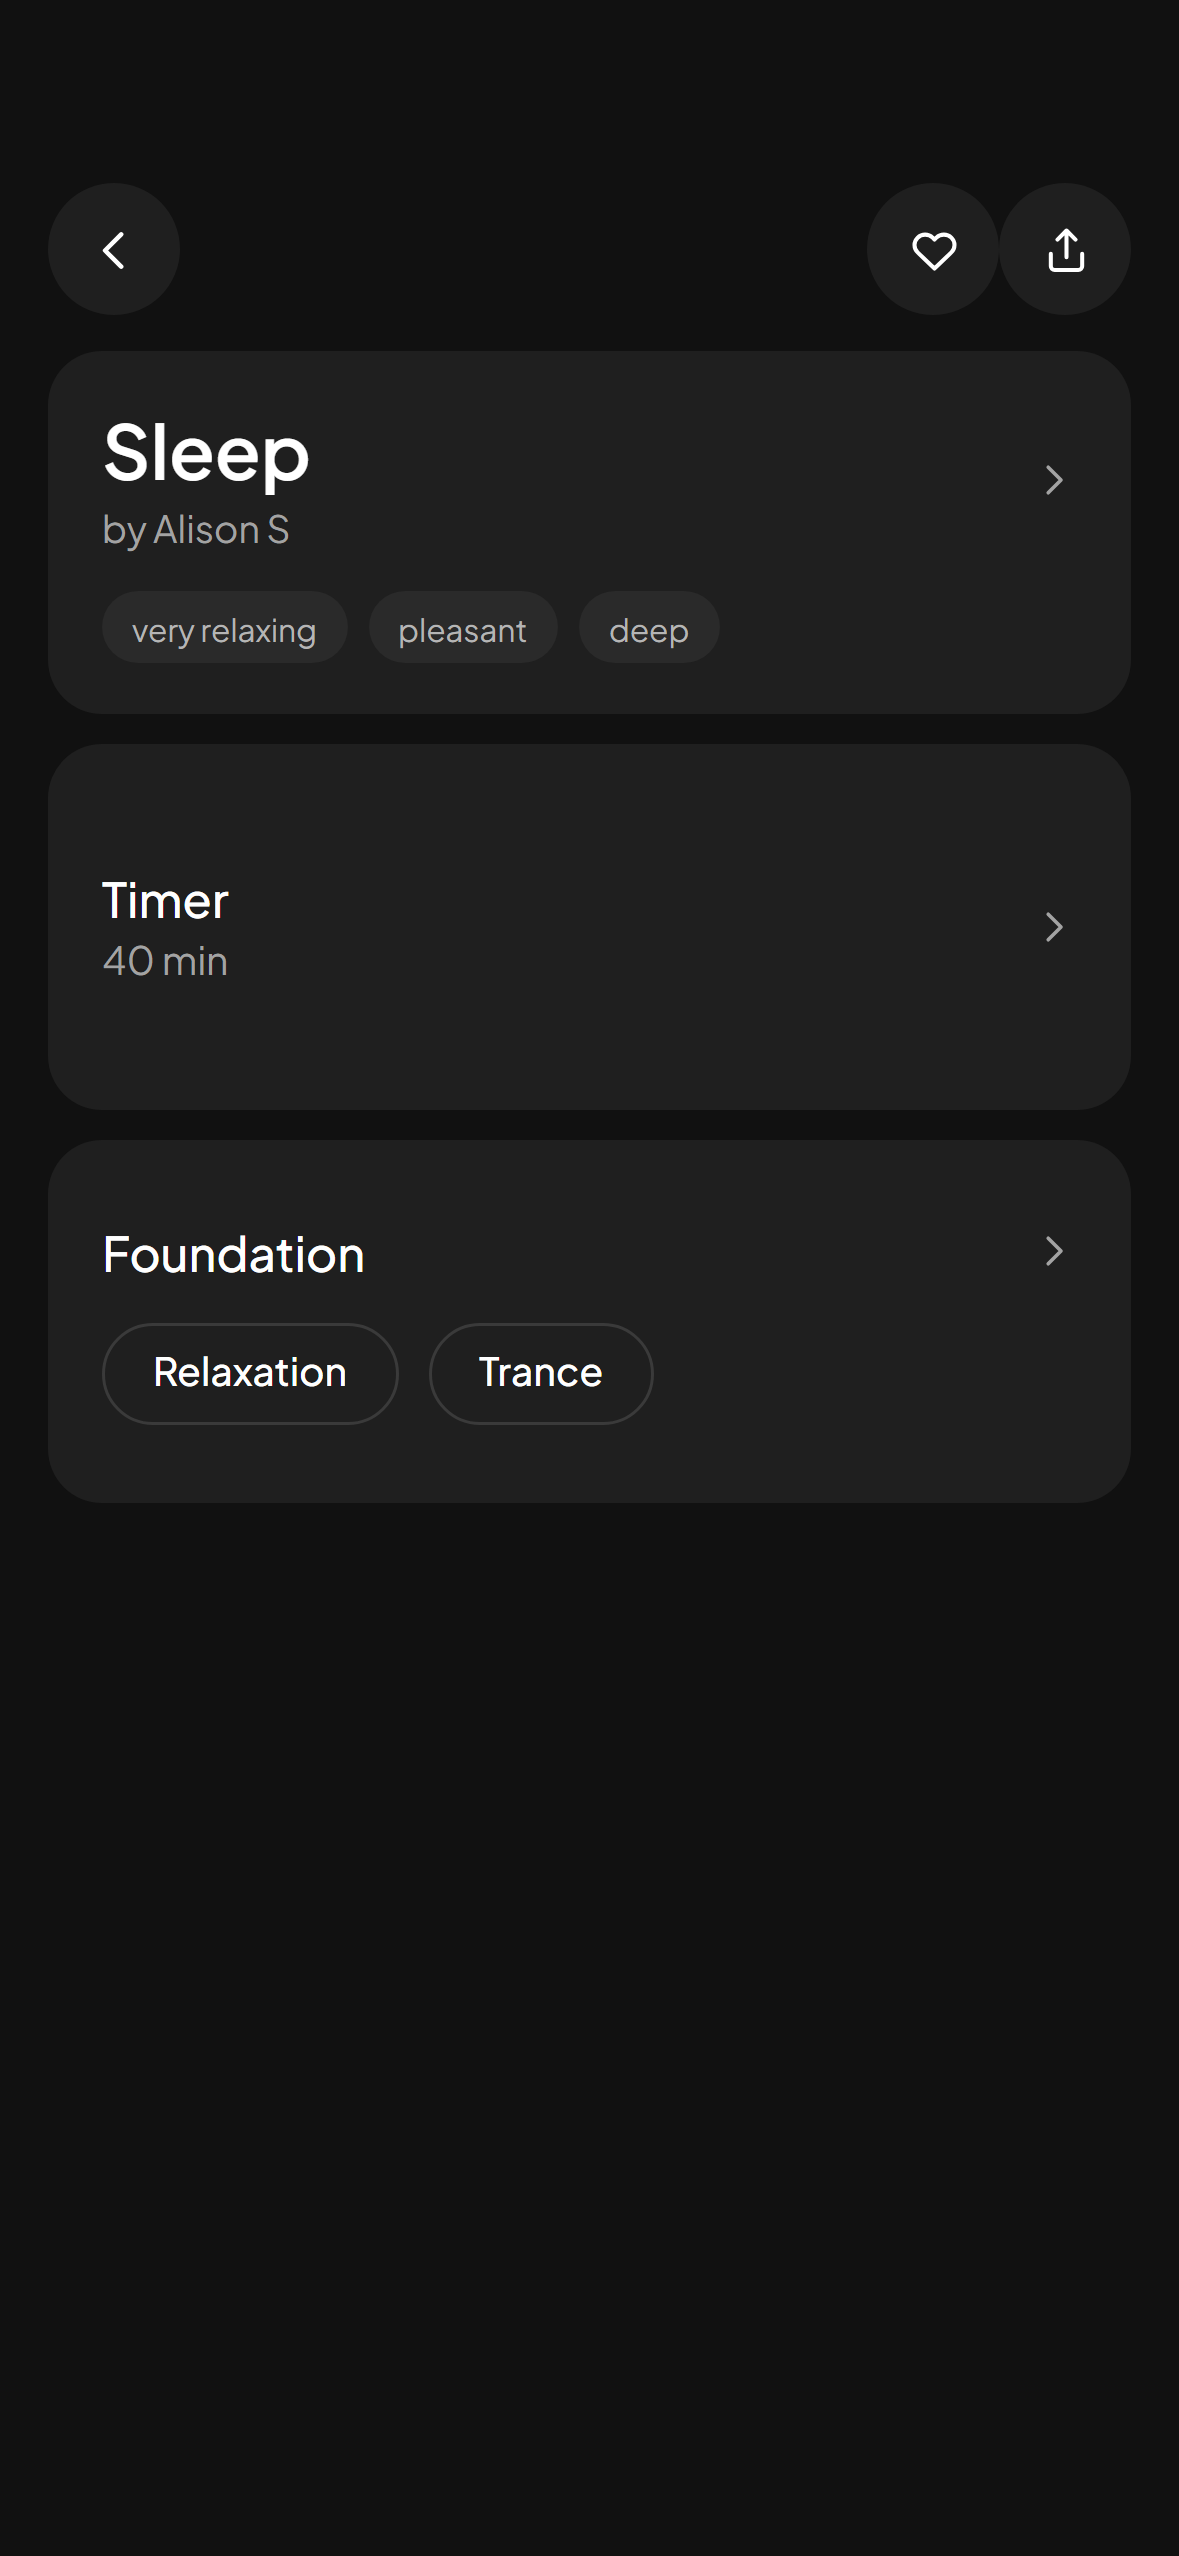 Sleep
by Alison S
very relaxing pleasant deep
Timer
40 min
Foundation
Relaxation Trance